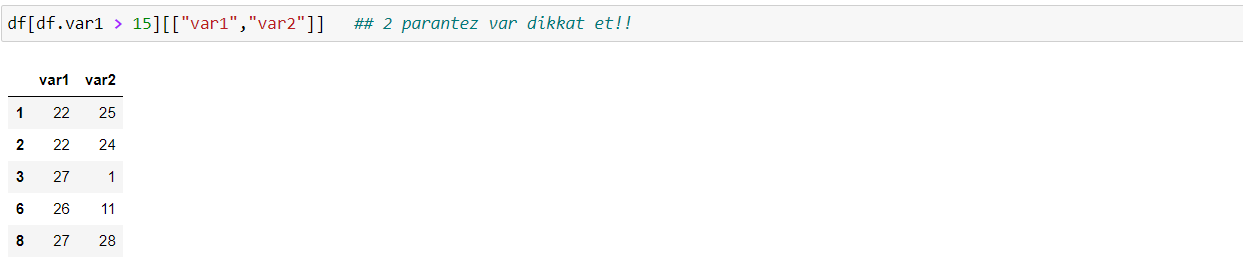 df[df.var1 > 15][["var1","var2"]]   ## 2 parantez var dikkat et!!
var1 var2
1 22 25
2 22 24
3 27 1
6 26 11
8 27 28